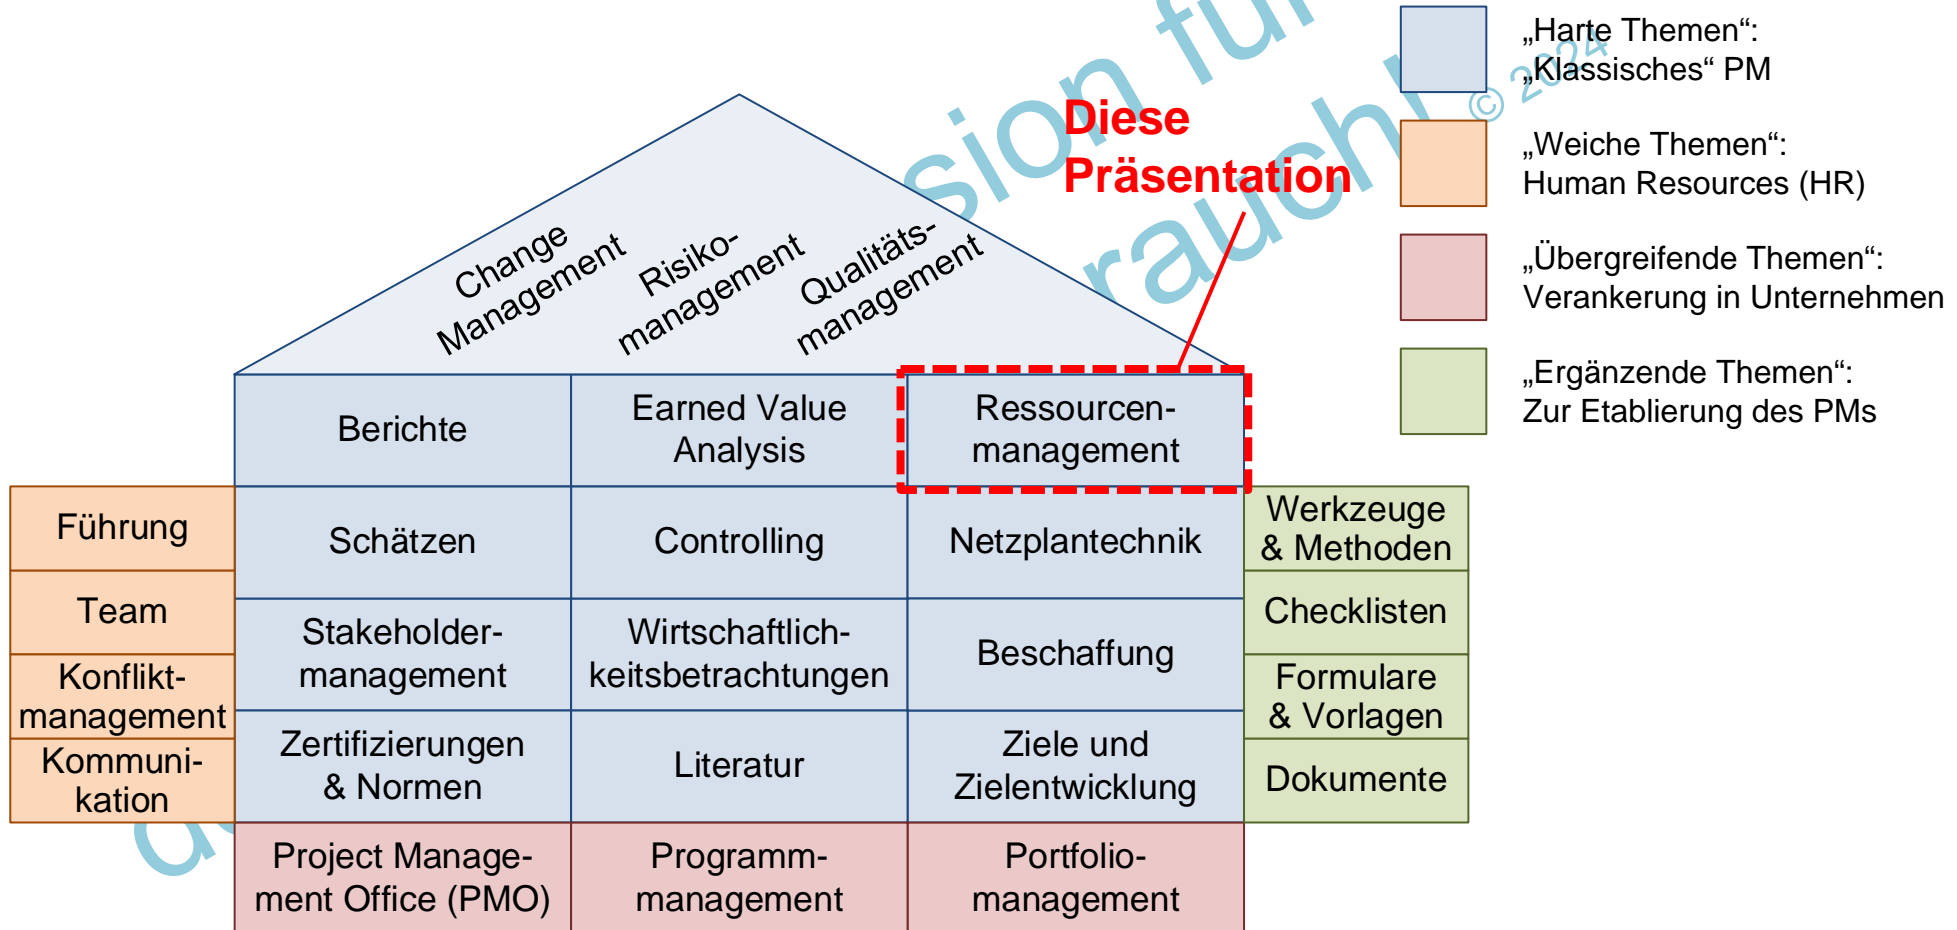 „Harte Themen“:
„Klassisches“ PM
„Weiche Themen“:
Human Resources (HR)
„Übergreifende Themen“:
Verankerung in Unternehmen
„Ergänzende Themen“:
Zur Etablierung des PMs
Diese
Präsentation
© 2024
Change
Management
Risiko-
management
Qualitäts-
management
Berichte
Earned Value
Analysis
Ressourcen-
management
Führung
Team
Konflikt-
management
Kommuni-
kation
Schätzen
Controlling
Netzplantechnik
Stakeholder-
management
Wirtschaftlich-
keitsbetrachtungen
Beschaffung
Zertifizierungen
& Normen
Literatur
Ziele und
Zielentwicklung
Werkzeuge
& Methoden
Checklisten
Formulare
& Vorlagen
Dokumente
Project Manage-
ment Office (PMO)
Programm-
management
Portfolio-
management